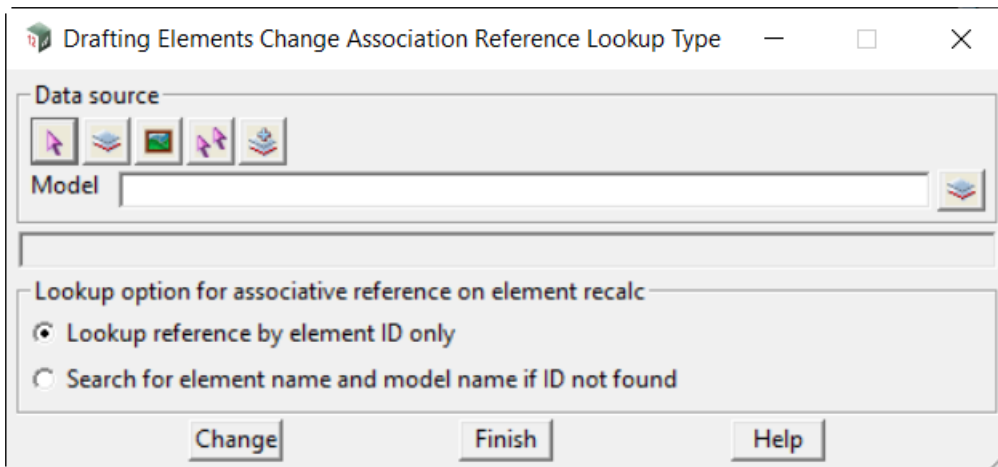 Drafting Elements Change Association Reference Lookup Type
Data source
Model
Lookup option for associative reference on element recalc
Lookup reference by element ID only
Search for element name and model name if ID not found
Change Finish Help